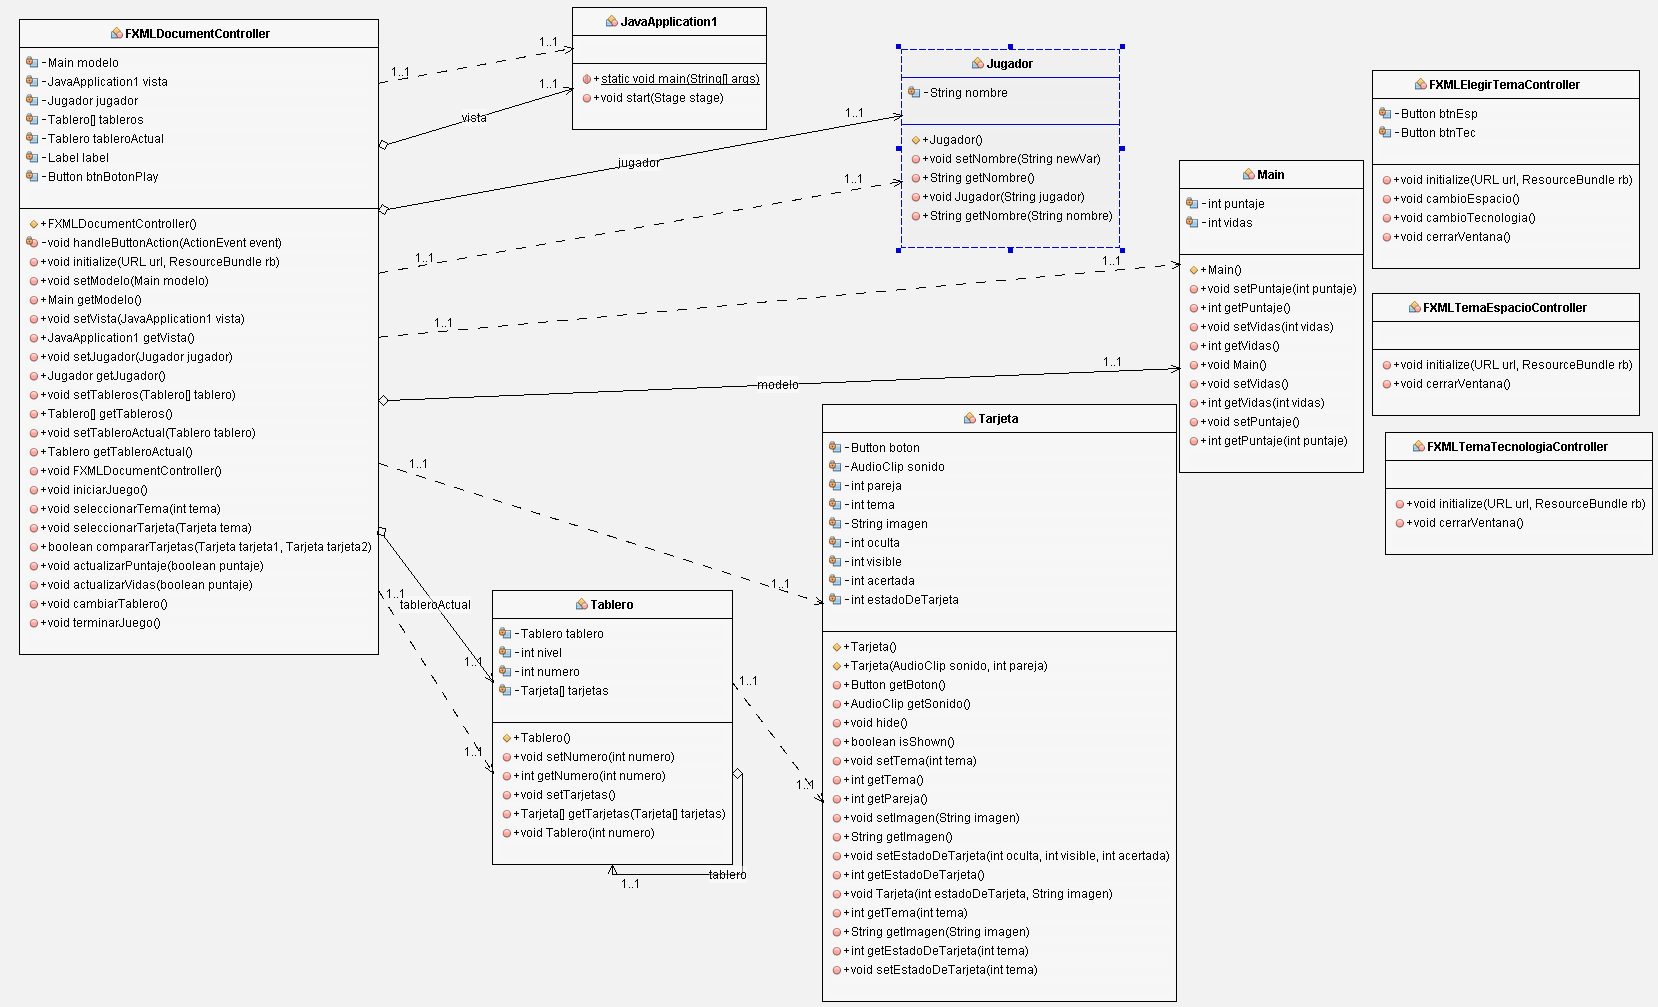 FXMLDocumentController
-Main modelo
-JavaApplication1 vista
-Jugador jugador
-Tablero[] tableros
-Tablero tableroActual
-Label label
-Button btnBotonPlay
+FXMLDocumentController()
-void handleButtonAction(ActionEvent event)
+void initialize(URL url, ResourceBundle rb)
+void setModelo(Main modelo)
+Main getModelo()
+void setVista(JavaApplication1 vista)
+JavaApplication1 getVista()
+void setJugador(Jugador jugador)
+Jugador getJugador()
+void setTableros(Tablero[] tablero)
+Tablero[] getTableros()
+void setTableroActual(Tablero tablero)
+Tablero getTableroActual()
+void FXMLDocumentController()
+void iniciarJuego()
+void seleccionarTema(int tema)
+void seleccionarTarjeta(Tarjeta tema)
+boolean compararTarjetas(Tarjeta tarjeta1, Tarjeta tarjeta2)
+void actualizarPuntaje(boolean puntaje)
+void actualizarVidas(boolean puntaje)
+void cambiarTablero()
+void terminarJuego()
1..1
1..1
1..1
vista
1..1
jugador
1..1
1..1
1..1
1..1
1..1
modelo
1..1
1..1
tableroActual
1..1
1..1
1..1
1..1
JavaApplication1
+static void main(String[] args)
+void start(Stage stage)
Jugador
-String nombre
+Jugador()
+void setNombre(String newVar)
+String getNombre()
+void Jugador(String jugador)
+String getNombre(String nombre)
Main
-int puntaje
-int vidas
+Main()
+void setPuntaje(int puntaje)
+int getPuntaje()
+void setVidas(int vidas)
+int getVidas()
+void Main()
+void setVidas()
+int getVidas(int vidas)
+void setPuntaje()
+int getPuntaje(int puntaje)
FXMLElegirTemaController
-Button btnEsp
-Button btnTec
+void initialize(URL url, ResourceBundle rb)
+void cambioEspacio()
+void cambioTecnologia()
+void cerrarVentana()
FXMLTemaEspacioController
+void initialize(URL url, ResourceBundle rb)
+void cerrarVentana()
FXMLTemaTecnologiaController
+void initialize(URL url, ResourceBundle rb)
+void cerrarVentana()
Tablero
-Tablero tablero
-int nivel
-int numero
-Tarjeta[] tarjetas
+Tablero()
+void setNumero(int numero)
+int getNumero(int numero)
+void setTarjetas()
+Tarjeta[] getTarjetas(Tarjeta[] tarjetas)
+void Tablero(int numero)
tablero
1..1
1..1
1..1
Tarjeta
-Button boton
-AudioClip sonido
-int pareja
-int tema
-String imagen
-int oculta
-int visible
-int acertada
-int estadoDeTarjeta
+Tarjeta()
+Tarjeta(AudioClip sonido, int pareja)
+Button getBoton()
+AudioClip getSonido()
+void hide()
+boolean isShown()
+void setTema(int tema)
+int getTema()
+int getPareja()
+void setImagen(String imagen)
+String getImagen()
+void setEstadoDeTarjeta(int oculta, int visible, int acertada)
+int getEstadoDeTarjeta()
+void Tarjeta(int estadoDeTarjeta, String imagen)
+int getTema(int tema)
+String getImagen(String imagen)
+int getEstadoDeTarjeta(int tema)
+void setEstadoDeTarjeta(int tema)